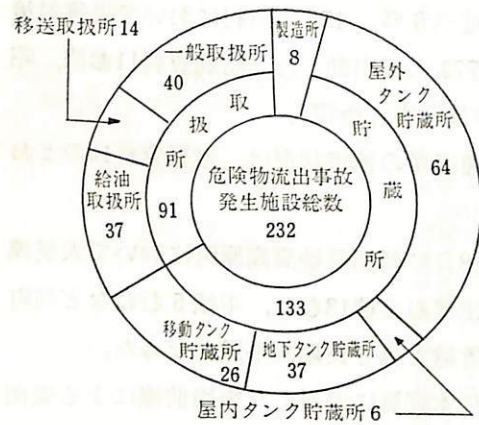 移送取扱所14
一般取扱所
40
製造所
8
屋外
タンク
貯蔵所
64
取扱所
91
貯蔵所
133
給油
取扱所
37
危険物流出事故
発生施設総数
232
移動タンク
貯蔵所
26
地下タンク貯蔵所
37
屋内タンク貯蔵所6